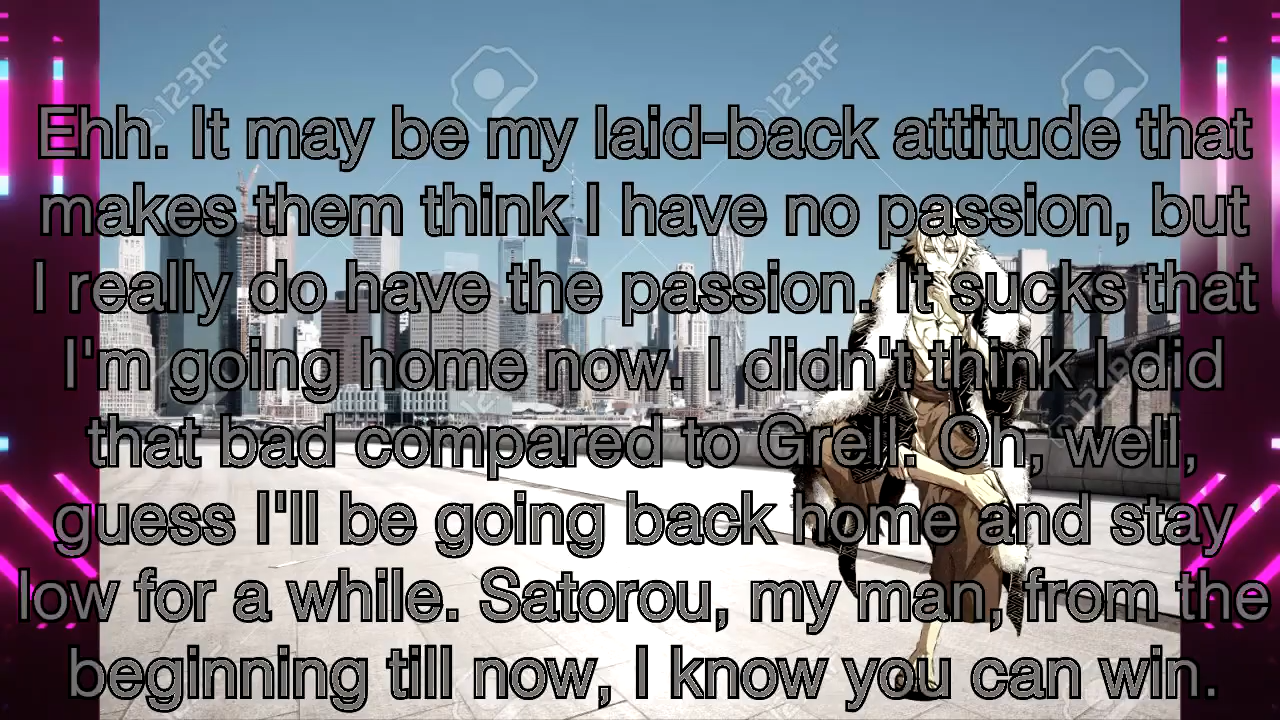 123RF 123RF
Ehh. It may be my laid-back attitude that
makes them think I have no passion, but
I really do have the passion. It sucks that
I'm going home now. I didn't think I did
that bad compared to Grell. Oh, well,
guess I'll be going back home and stay
low for a while. Satorou, my man, from the
beginning till now, I know you can win.